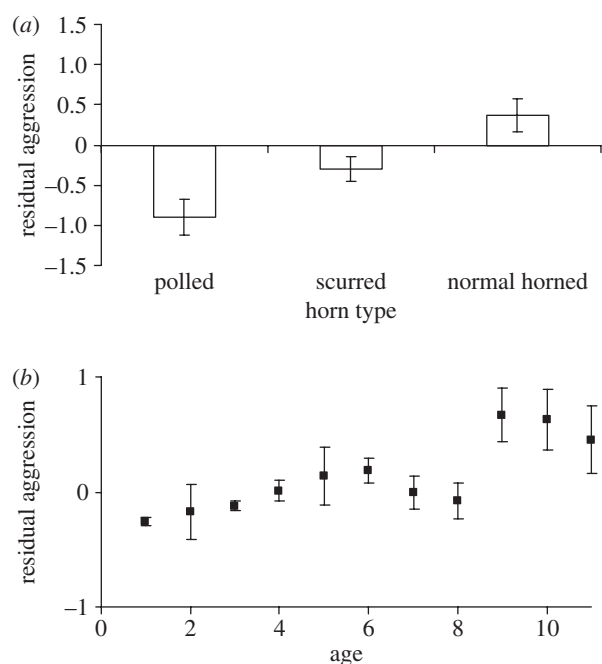 (a)
1.5
1.0
0.5
0
–0.5
–1.0
–1.5
residual aggression
polled scurred normal horned
horn type
(b)
1
0
–1
residual aggression
0 2 4 6 8 10
age